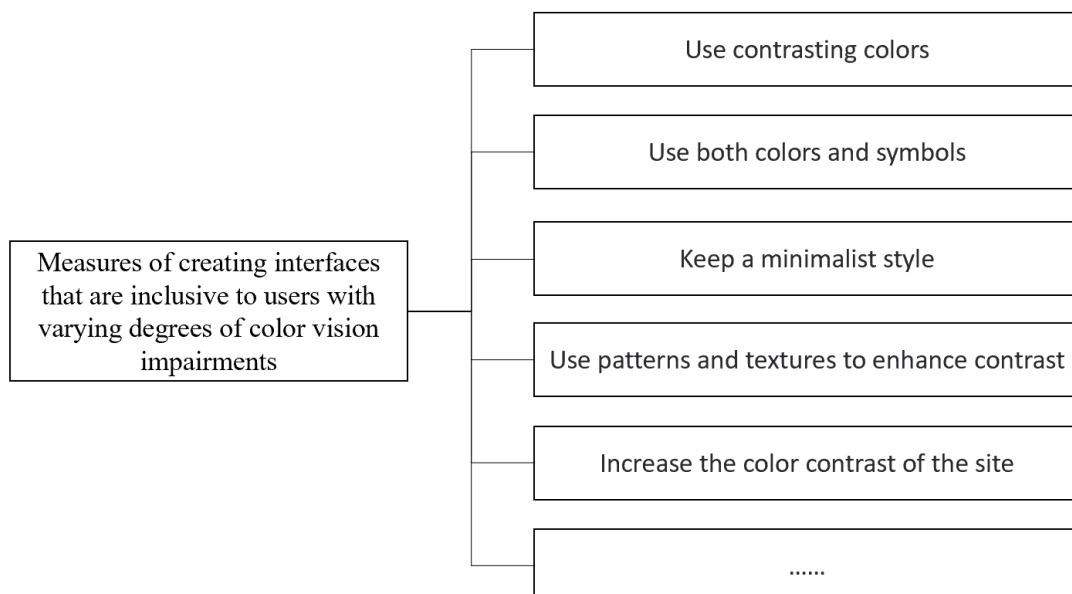 Measures of creating interfaces
that are inclusive to users with
varying degrees of color vision
impairments
Use contrasting colors
Use both colors and symbols
Keep a minimalist style
Use patterns and textures to enhance contrast
Increase the color contrast of the site
......